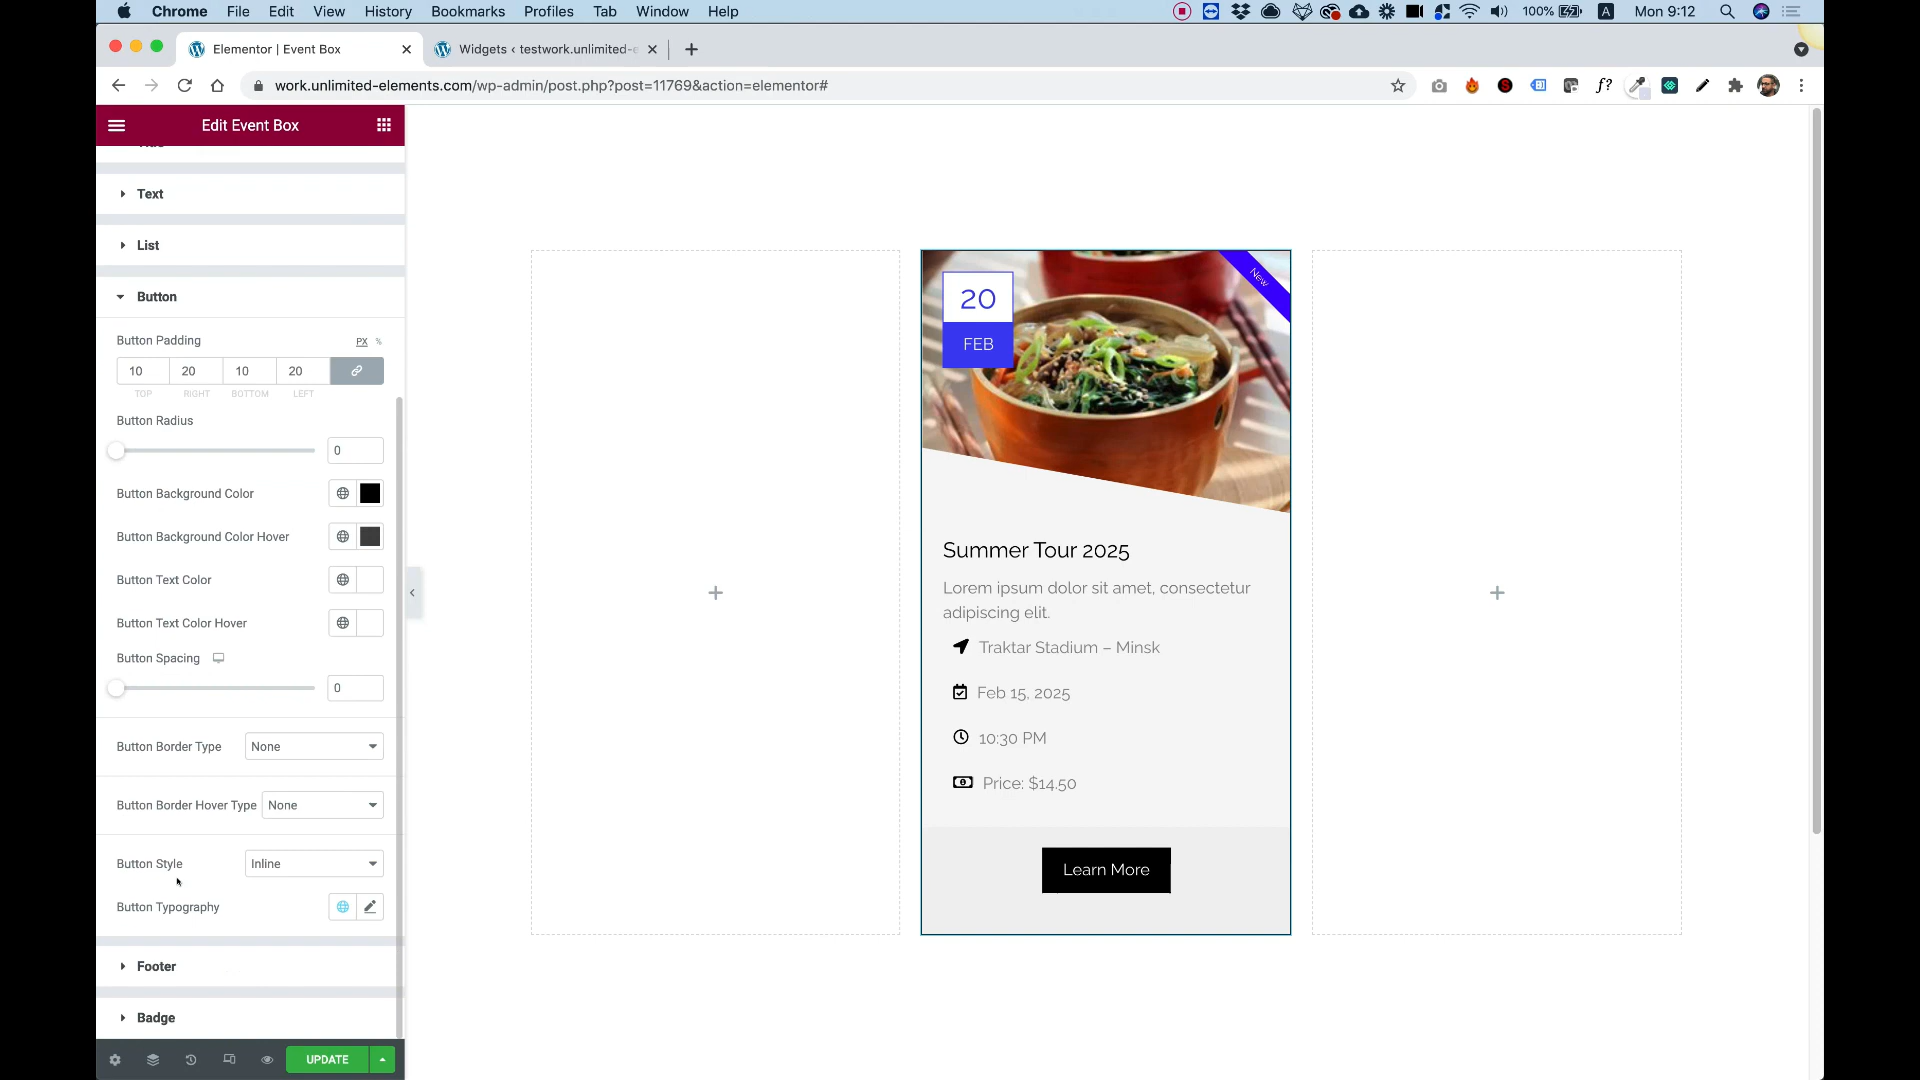 Chrome File Edit View History Bookmarks Profiles Tab Window Help 100% A Mon 9:12
Elementor | Event Box
Widgets ‹ testwork.unlimited-e
work.unlimited-elements.com/wp-admin/post.php?post=11769&action=elementor#
f?
Edit Event Box
Text
List
Button
Button Padding PX %
10 20 10 20
TOP RIGHT BOTTOM LEFT
Button Radius
0
Button Background Color
Button Background Color Hover
Button Text Color
Button Text Color Hover
Button Spacing
0
Button Border Type None
Button Border Hover Type None
Button Style Inline
Button Typography
Footer
Badge
UPDATE
New
20
FEB
Summer Tour 2025
Lorem ipsum dolor sit amet, consectetur
adipiscing elit.
Traktar Stadium – Minsk
Feb 15, 2025
10:30 PM
Price: $14.50
Learn More